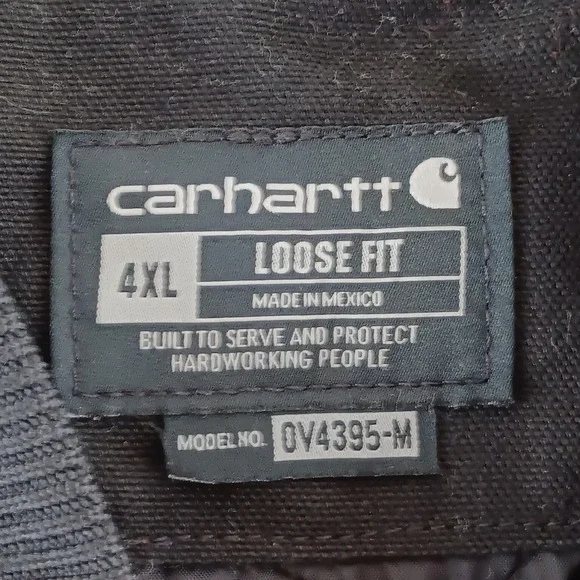 carhartt
4XL
LOOSE FIT
MADE IN MEXICO
BUILT TO SERVE AND PROTECT
HARDWORKING PEOPLE
MODEL NO. OV4395-M